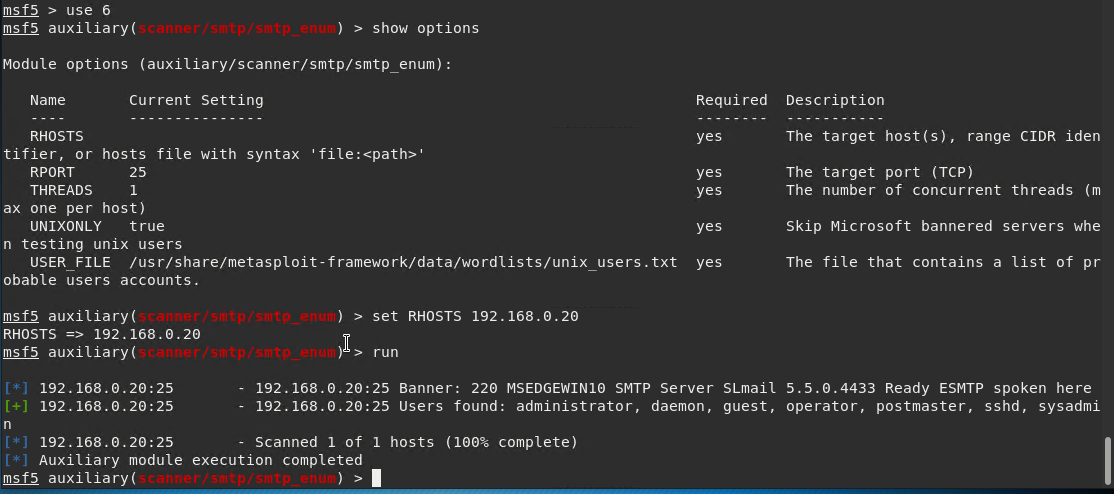 msf5 > use 6
msf5 auxiliary(scanner/smtp/smtp_enum) > show options
Module options (auxiliary/scanner/smtp/smtp_enum):
   Name       Current Setting                                                Required  Description
   ----       ---------------                                                --------  -----------
   RHOSTS                                                                    yes       The target host(s), range CIDR iden
tifier, or hosts file with syntax 'file:<path>'
   RPORT      25                                                             yes       The target port (TCP)
   THREADS    1                                                              yes       The number of concurrent threads (m
ax one per host)
   UNIXONLY   true                                                           yes       Skip Microsoft bannered servers whe
n testing unix users
   USER_FILE  /usr/share/metasploit-framework/data/wordlists/unix_users.txt  yes       The file that contains a list of pr
obable users accounts.
msf5 auxiliary(scanner/smtp/smtp_enum) > set RHOSTS 192.168.0.20
RHOSTS => 192.168.0.20
msf5 auxiliary(scanner/smtp/smtp_enum) > run
[*] 192.168.0.20:25       - 192.168.0.20:25 Banner: 220 MSEDGEWIN10 SMTP Server SLmail 5.5.0.4433 Ready ESMTP spoken here
[+] 192.168.0.20:25       - 192.168.0.20:25 Users found: administrator, daemon, guest, operator, postmaster, sshd, sysadmi
n
[*] 192.168.0.20:25       - Scanned 1 of 1 hosts (100% complete)
[*] Auxiliary module execution completed
msf5 auxiliary(scanner/smtp/smtp_enum) >